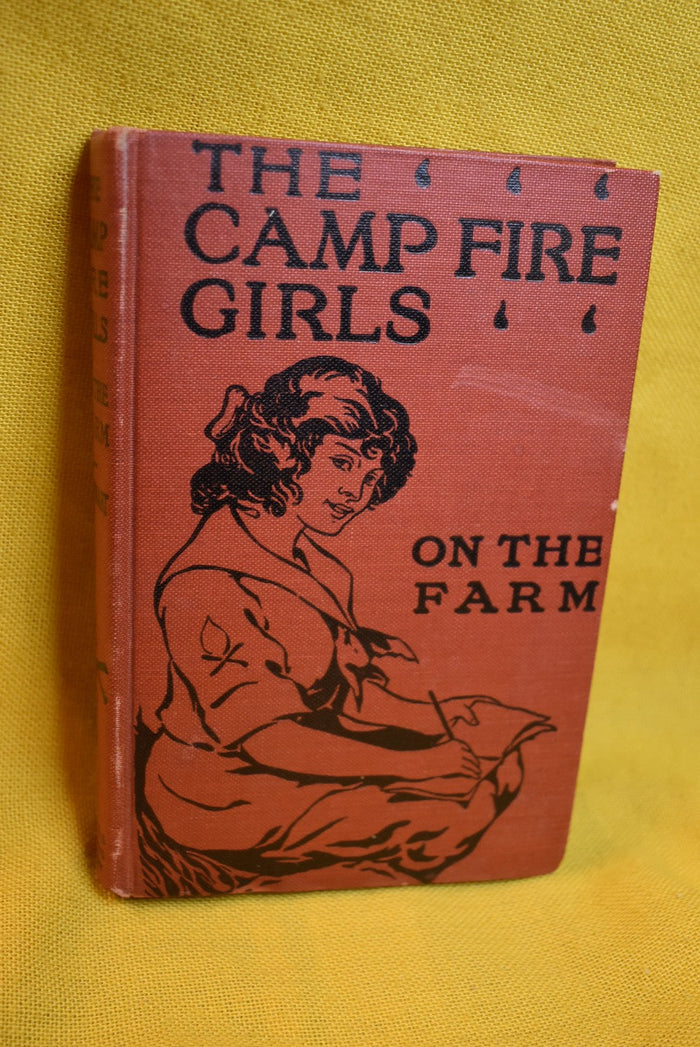 THE
CAMP FIRE
GIRLS
ON THE
FARM